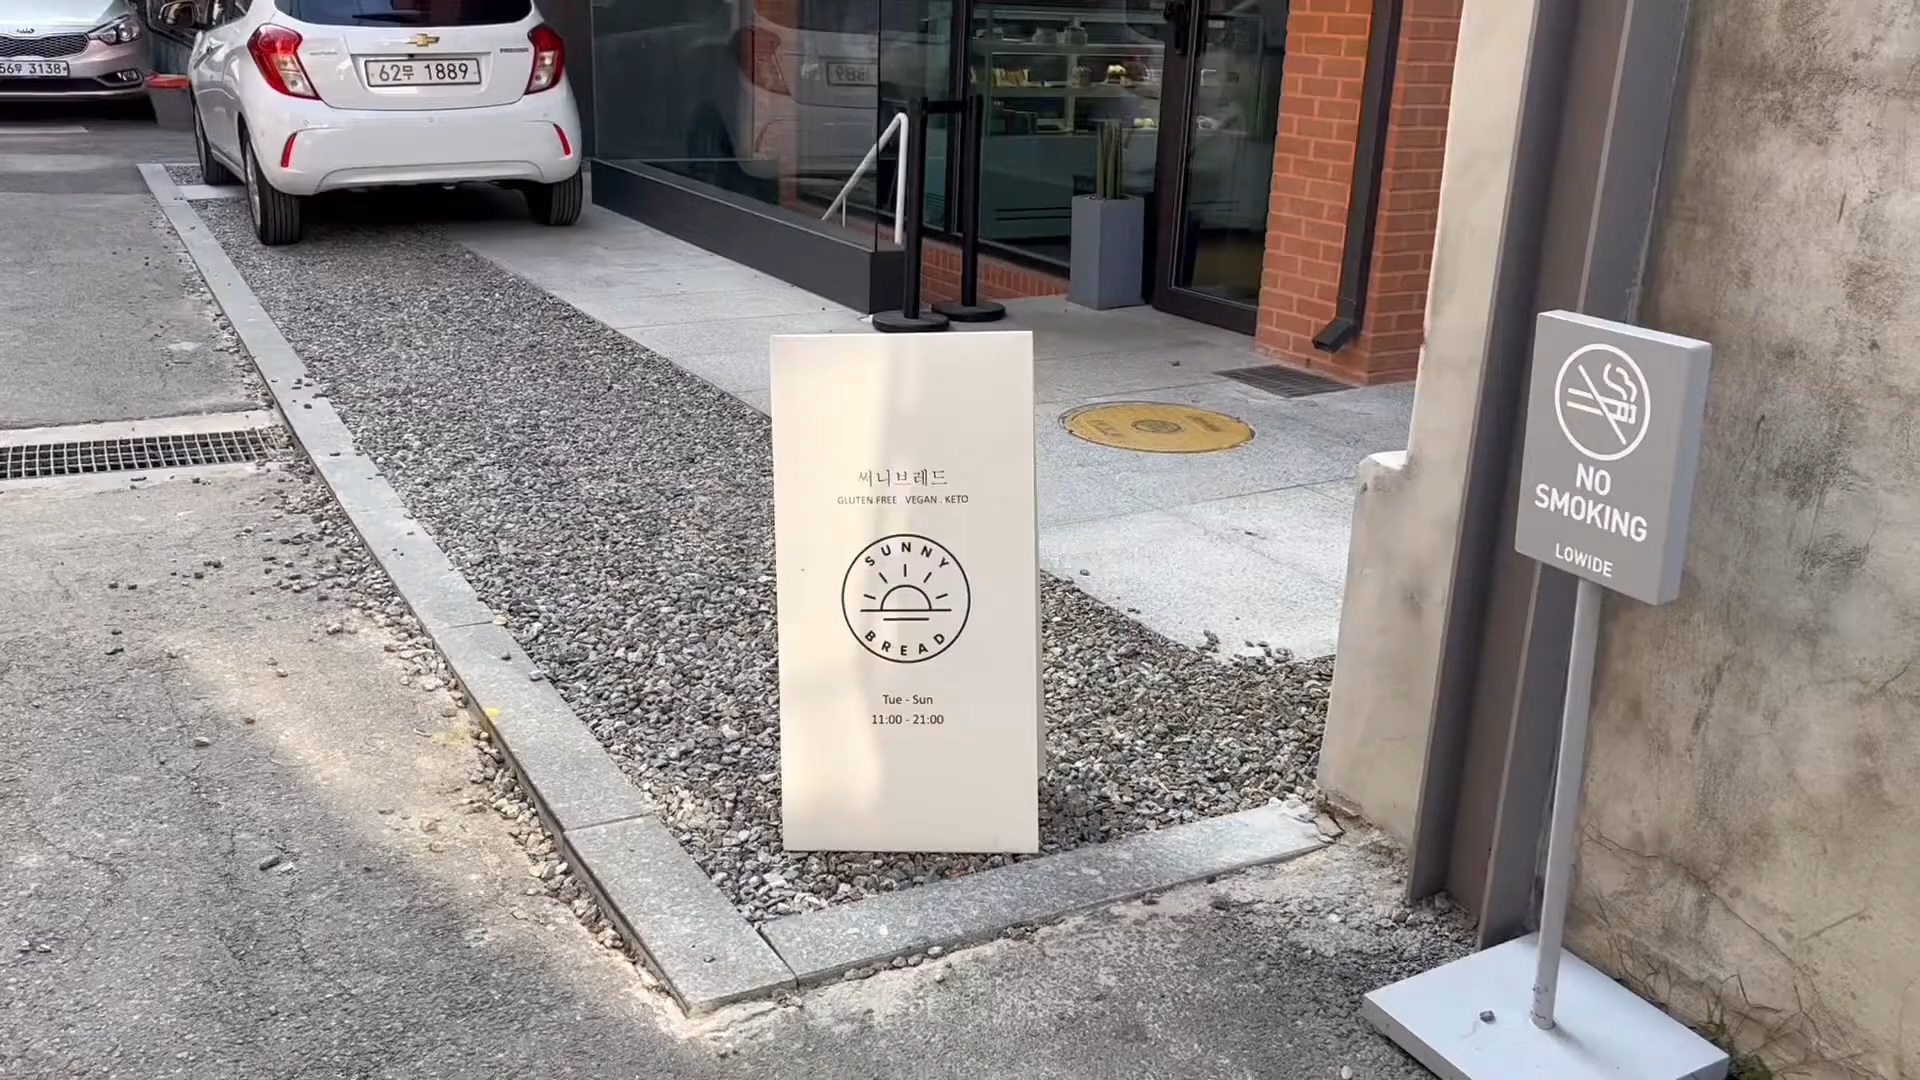 56무 3138
62무 1889
써니브레드
GLUTEN FREE . VEGAN . KETO
SUNNY
BREAD
Tue - Sun
11:00 - 21:00
NO
SMOKING
LOWIDE